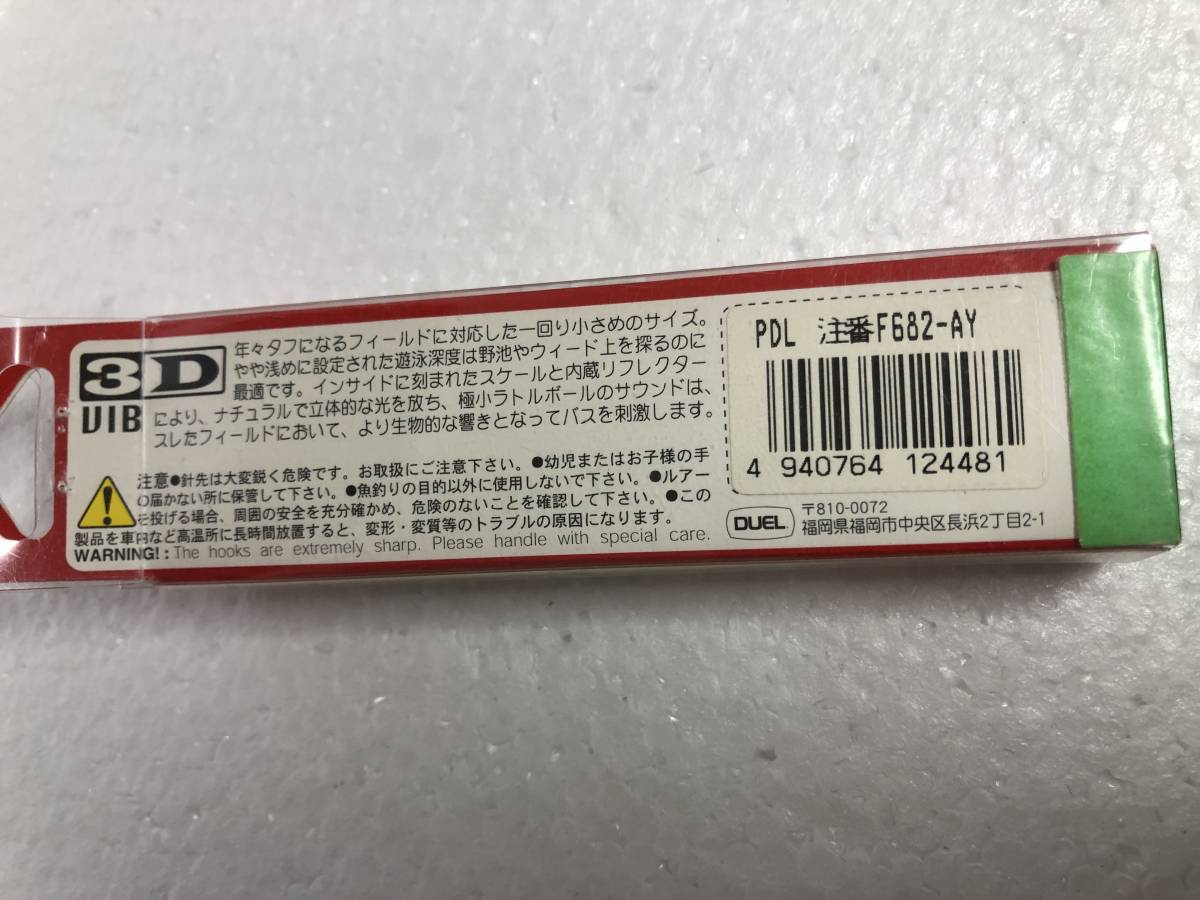 3D
VIB
年々タフになるフィールドに対応した一回り小さめのサイズ。
やや浅めに設定された遊泳深度は野池やウィード上を探るのに
最適です。インサイドに刻まれたスケールと内蔵リフレクター
により、ナチュラルで立体的な光を放ち、極小ラトルボールのサウンドは、
スレたフィールドにおいて、より生物的な響きとなってバスを刺激します。
注意●針先は大変鋭く危険です。お取扱にご注意下さい。●幼児またはお子様の手
の届かない所に保管して下さい。●魚釣りの目的以外に使用しないで下さい。●ルアー
を投げる場合、周囲の安全を充分確かめ、危険のないことを確認して下さい。●この
製品を車内など高温所に長時間放置すると、変形・変質等のトラブルの原因になります。
WARNING! : The hooks are extremely sharp. Please handle with special care.
PDL 注番F682-AY
4 940764 124481
DUEL
〒810-0072
福岡県福岡市中央区長浜2丁目2-1